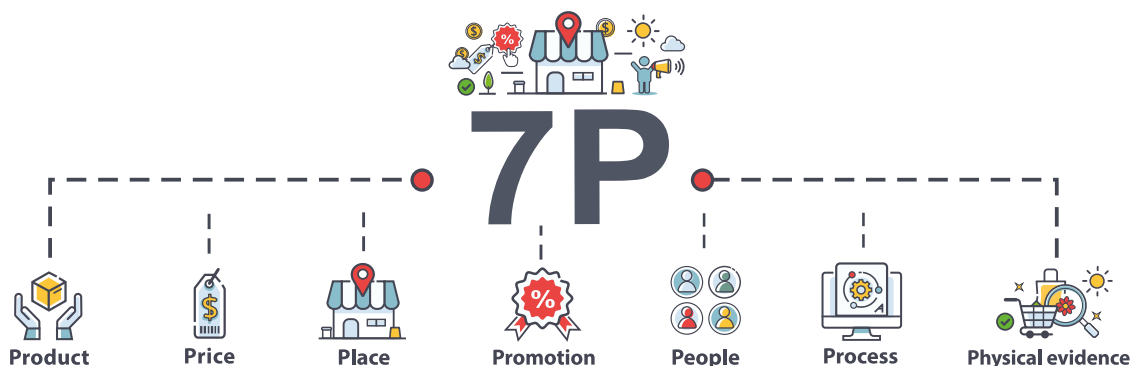 7P
Product
Price
Place
Promotion
People
Process
Physical evidence